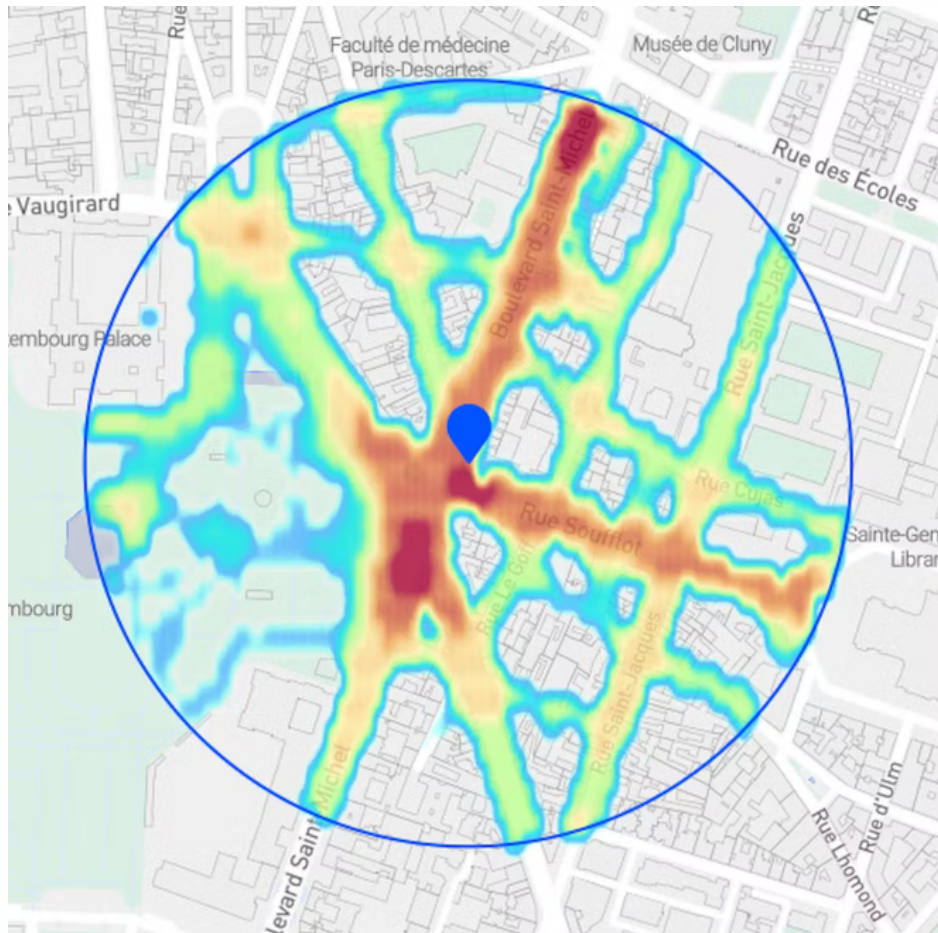 Rue
Faculté de médecine
Paris-Descartes
Musée de Cluny
R
Rue des Écoles
e Vaugirard
Boulevard Saint-Michel
Rue Saint-Jacques
embourg Palace
Rue Cujas
Rue Soufflot
Sainte-Gen
Librar
Rue Le Goff
mbourg
Rue Saint-Jacques
levard Saint-Michel
Rue d'Ulm
Rue Lhomond